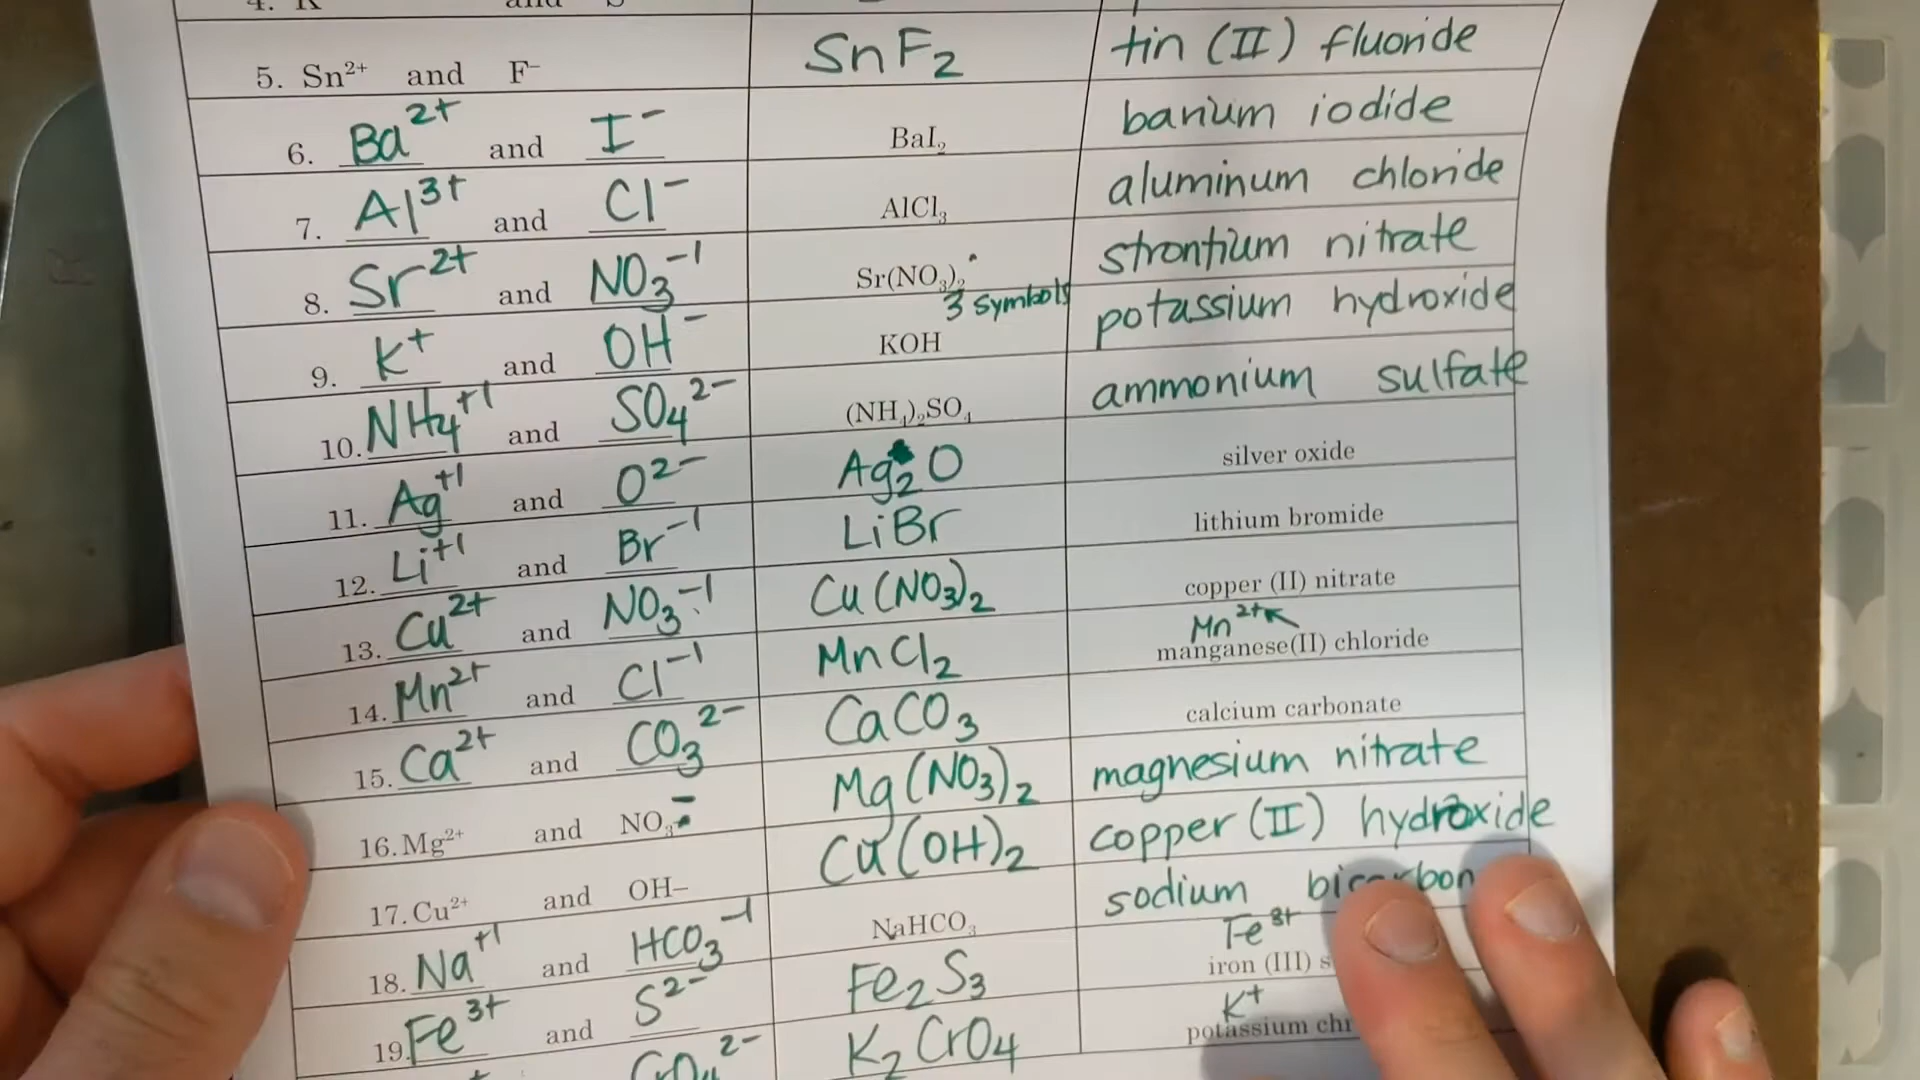 4. K and S
5. Sn²⁺ and F⁻ SnF₂ tin (II) fluoride
6. Ba²⁺ and I⁻ BaI₂ barium iodide
7. Al³⁺ and Cl⁻ AlCl₃ aluminum chloride
8. Sr²⁺ and NO₃⁻¹ Sr(NO₃)₂ strontium nitrate
3 symbols
9. K⁺ and OH⁻ KOH potassium hydroxide
10. NH₄⁺¹ and SO₄²⁻ (NH₄)₂SO₄ ammonium sulfate
11. Ag⁺¹ and O²⁻ Ag₂O silver oxide
12. Li⁺¹ and Br⁻¹ LiBr lithium bromide
13. Cu²⁺ and NO₃⁻¹ Cu(NO₃)₂ copper (II) nitrate
Mn²⁺
14. Mn²⁺ and Cl⁻¹ MnCl₂ manganese(II) chloride
15. Ca²⁺ and CO₃²⁻ CaCO₃ calcium carbonate
16. Mg²⁺ and NO₃⁻ Mg(NO₃)₂ magnesium nitrate
17. Cu²⁺ and OH– Cu(OH)₂ copper (II) hydroxide
18. Na⁺¹ and HCO₃⁻¹ NaHCO₃ sodium bicarbon
Fe³⁺
19. Fe³⁺ and S²⁻ Fe₂S₃ iron (III) s
K⁺
CrO₄²⁻ K₂CrO₄ potassium chr